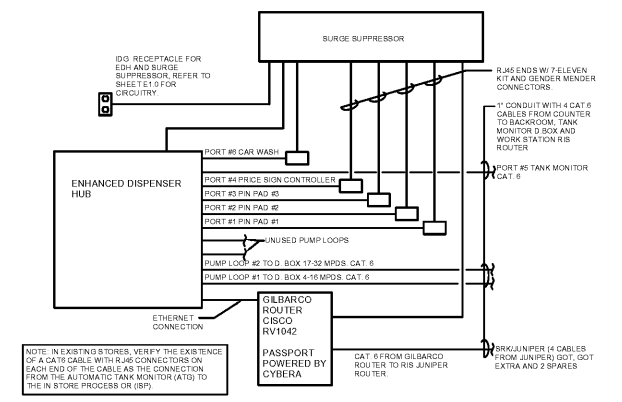 SURGE SUPPRESSOR
IDG RECEPTACLE FOR
EDH AND SURGE
SUPPRESSOR, REFER TO
SHEET E1.0 FOR
CIRCUITRY.
RJ45 ENDS W/ 7-ELEVEN
KIT AND GENDER MENDER
CONNECTORS.
1" CONDUIT WITH 4 CAT.6
CABLES FROM COUNTER
TO BACKROOM, TANK
MONITOR D.BOX AND
WORK STATION RIS.
ROUTER
PORT #6 CAR WASH
PORT #5 TANK MONITOR
CAT. 6
ENHANCED DISPENSER
HUB
PORT #4 PRICE SIGN CONTROLLER
PORT #3 PIN PAD #3
PORT #2 PIN PAD #2
PORT #1 PIN PAD #1
UNUSED PUMP LOOPS
PUMP LOOP #2 TO D. BOX 17-32 MPDS. CAT. 6
PUMP LOOP #1 TO D. BOX 4-16 MPDS. CAT. 6
ETHERNET
CONNECTION
GILBARCO
ROUTER
CISCO
RV1042
PASSPORT
POWERED BY
CYBERA
CAT. 6 FROM GILBARCO
ROUTER TO RIS JUNIPER
ROUTER.
SRK/JUNIPER (4 CABLES
FROM JUNIPER) GOT, GOT
EXTRA AND 2 SPARES
NOTE: IN EXISTING STORES, VERIFY THE EXISTENCE
OF A CAT6 CABLE WITH RJ45 CONNECTORS ON
EACH END OF THE CABLE AS THE CONNECTION
FROM THE AUTOMATIC TANK MONITOR (ATG) TO
THE IN STORE PROCESS OR (ISP).